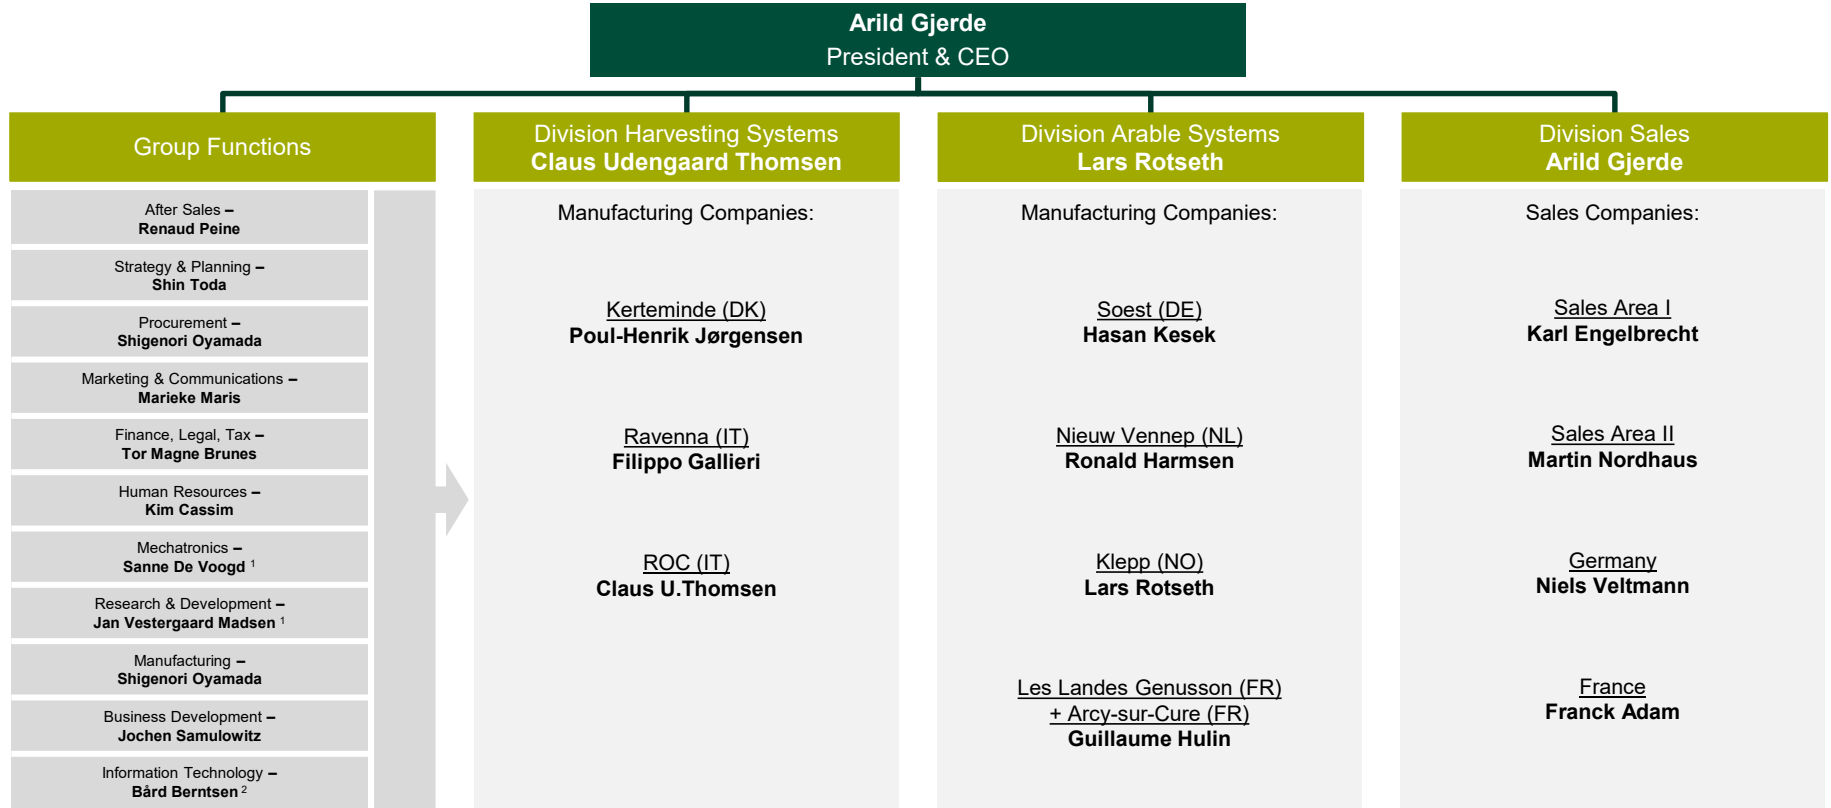 Arild Gjerde
President & CEO
Group Functions
After Sales –
Renaud Peine
Strategy & Planning –
Shin Toda
Procurement –
Shigenori Oyamada
Marketing & Communications –
Marieke Maris
Finance, Legal, Tax –
Tor Magne Brunes
Human Resources –
Kim Cassim
Mechatronics –
Sanne De Voogd ¹
Research & Development –
Jan Vestergaard Madsen ¹
Manufacturing –
Shigenori Oyamada
Business Development –
Jochen Samulowitz
Information Technology –
Bård Berntsen ²
Division Harvesting Systems
Claus Udengaard Thomsen
Manufacturing Companies:
Kerteminde (DK)
Poul-Henrik Jørgensen
Ravenna (IT)
Filippo Gallieri
ROC (IT)
Claus U.Thomsen
Division Arable Systems
Lars Rotseth
Manufacturing Companies:
Soest (DE)
Hasan Kesek
Nieuw Vennep (NL)
Ronald Harmsen
Klepp (NO)
Lars Rotseth
Les Landes Genusson (FR)
+ Arcy-sur-Cure (FR)
Guillaume Hulin
Division Sales
Arild Gjerde
Sales Companies:
Sales Area I
Karl Engelbrecht
Sales Area II
Martin Nordhaus
Germany
Niels Veltmann
France
Franck Adam